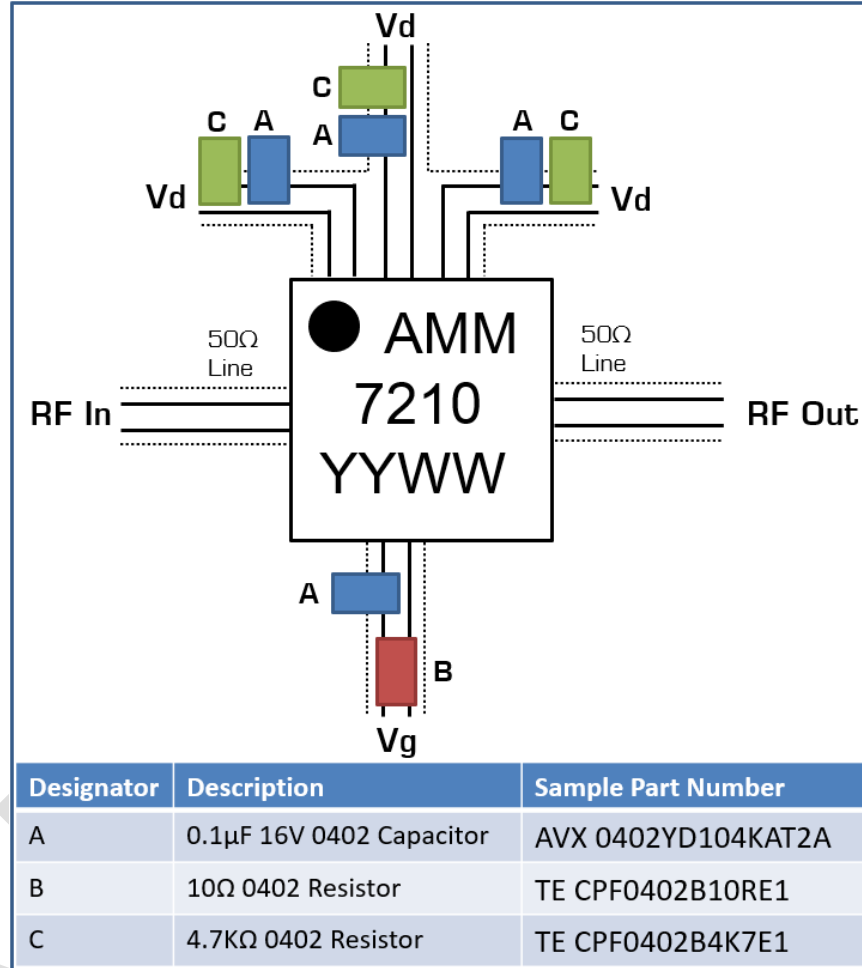 Vd
C
A
C A
A C
Vd
Vd
50Ω
Line
50Ω
Line
AMM
7210
YYWW
RF In
RF Out
A
B
Vg
Designator Description Sample Part Number
A 0.1µF 16V 0402 Capacitor AVX 0402YD104KAT2A
B 10Ω 0402 Resistor TE CPF0402B10RE1
C 4.7KΩ 0402 Resistor TE CPF0402B4K7E1